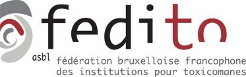 fedito
asbl
fédération bruxelloise francophone
des institutions pour toxicomanes